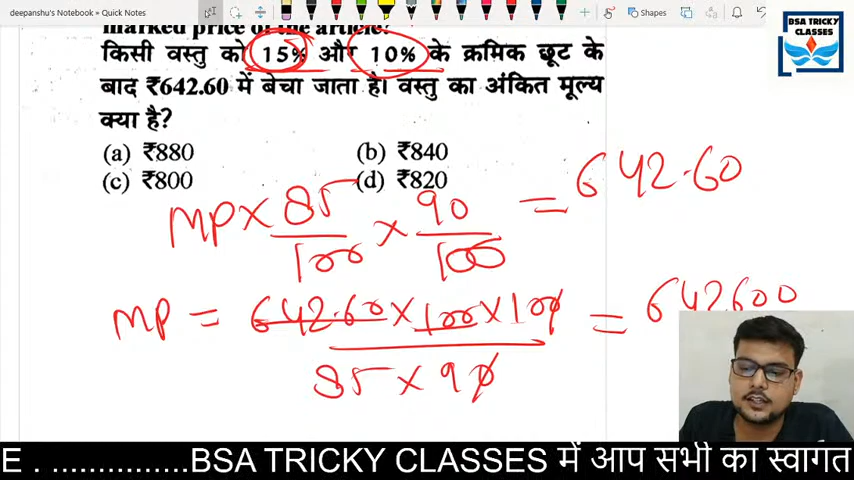 deepanshu's Notebook » Quick Notes
Shapes
BSA TRICKY
CLASSES
marked price of the article?
किसी वस्तु को 15% और 10% के क्रमिक छूट के
बाद ₹642.60 में बेचा जाता है। वस्तु का अंकित मूल्य
क्या है?
(a) ₹880 (b) ₹840
(c) ₹800 (d) ₹820
MP × 85/100 × 90/100 = 642.60
MP = 642.60 × 100 × 100 / 85 × 90 = 642600
E . ...............BSA TRICKY CLASSES में आप सभी का स्वागत